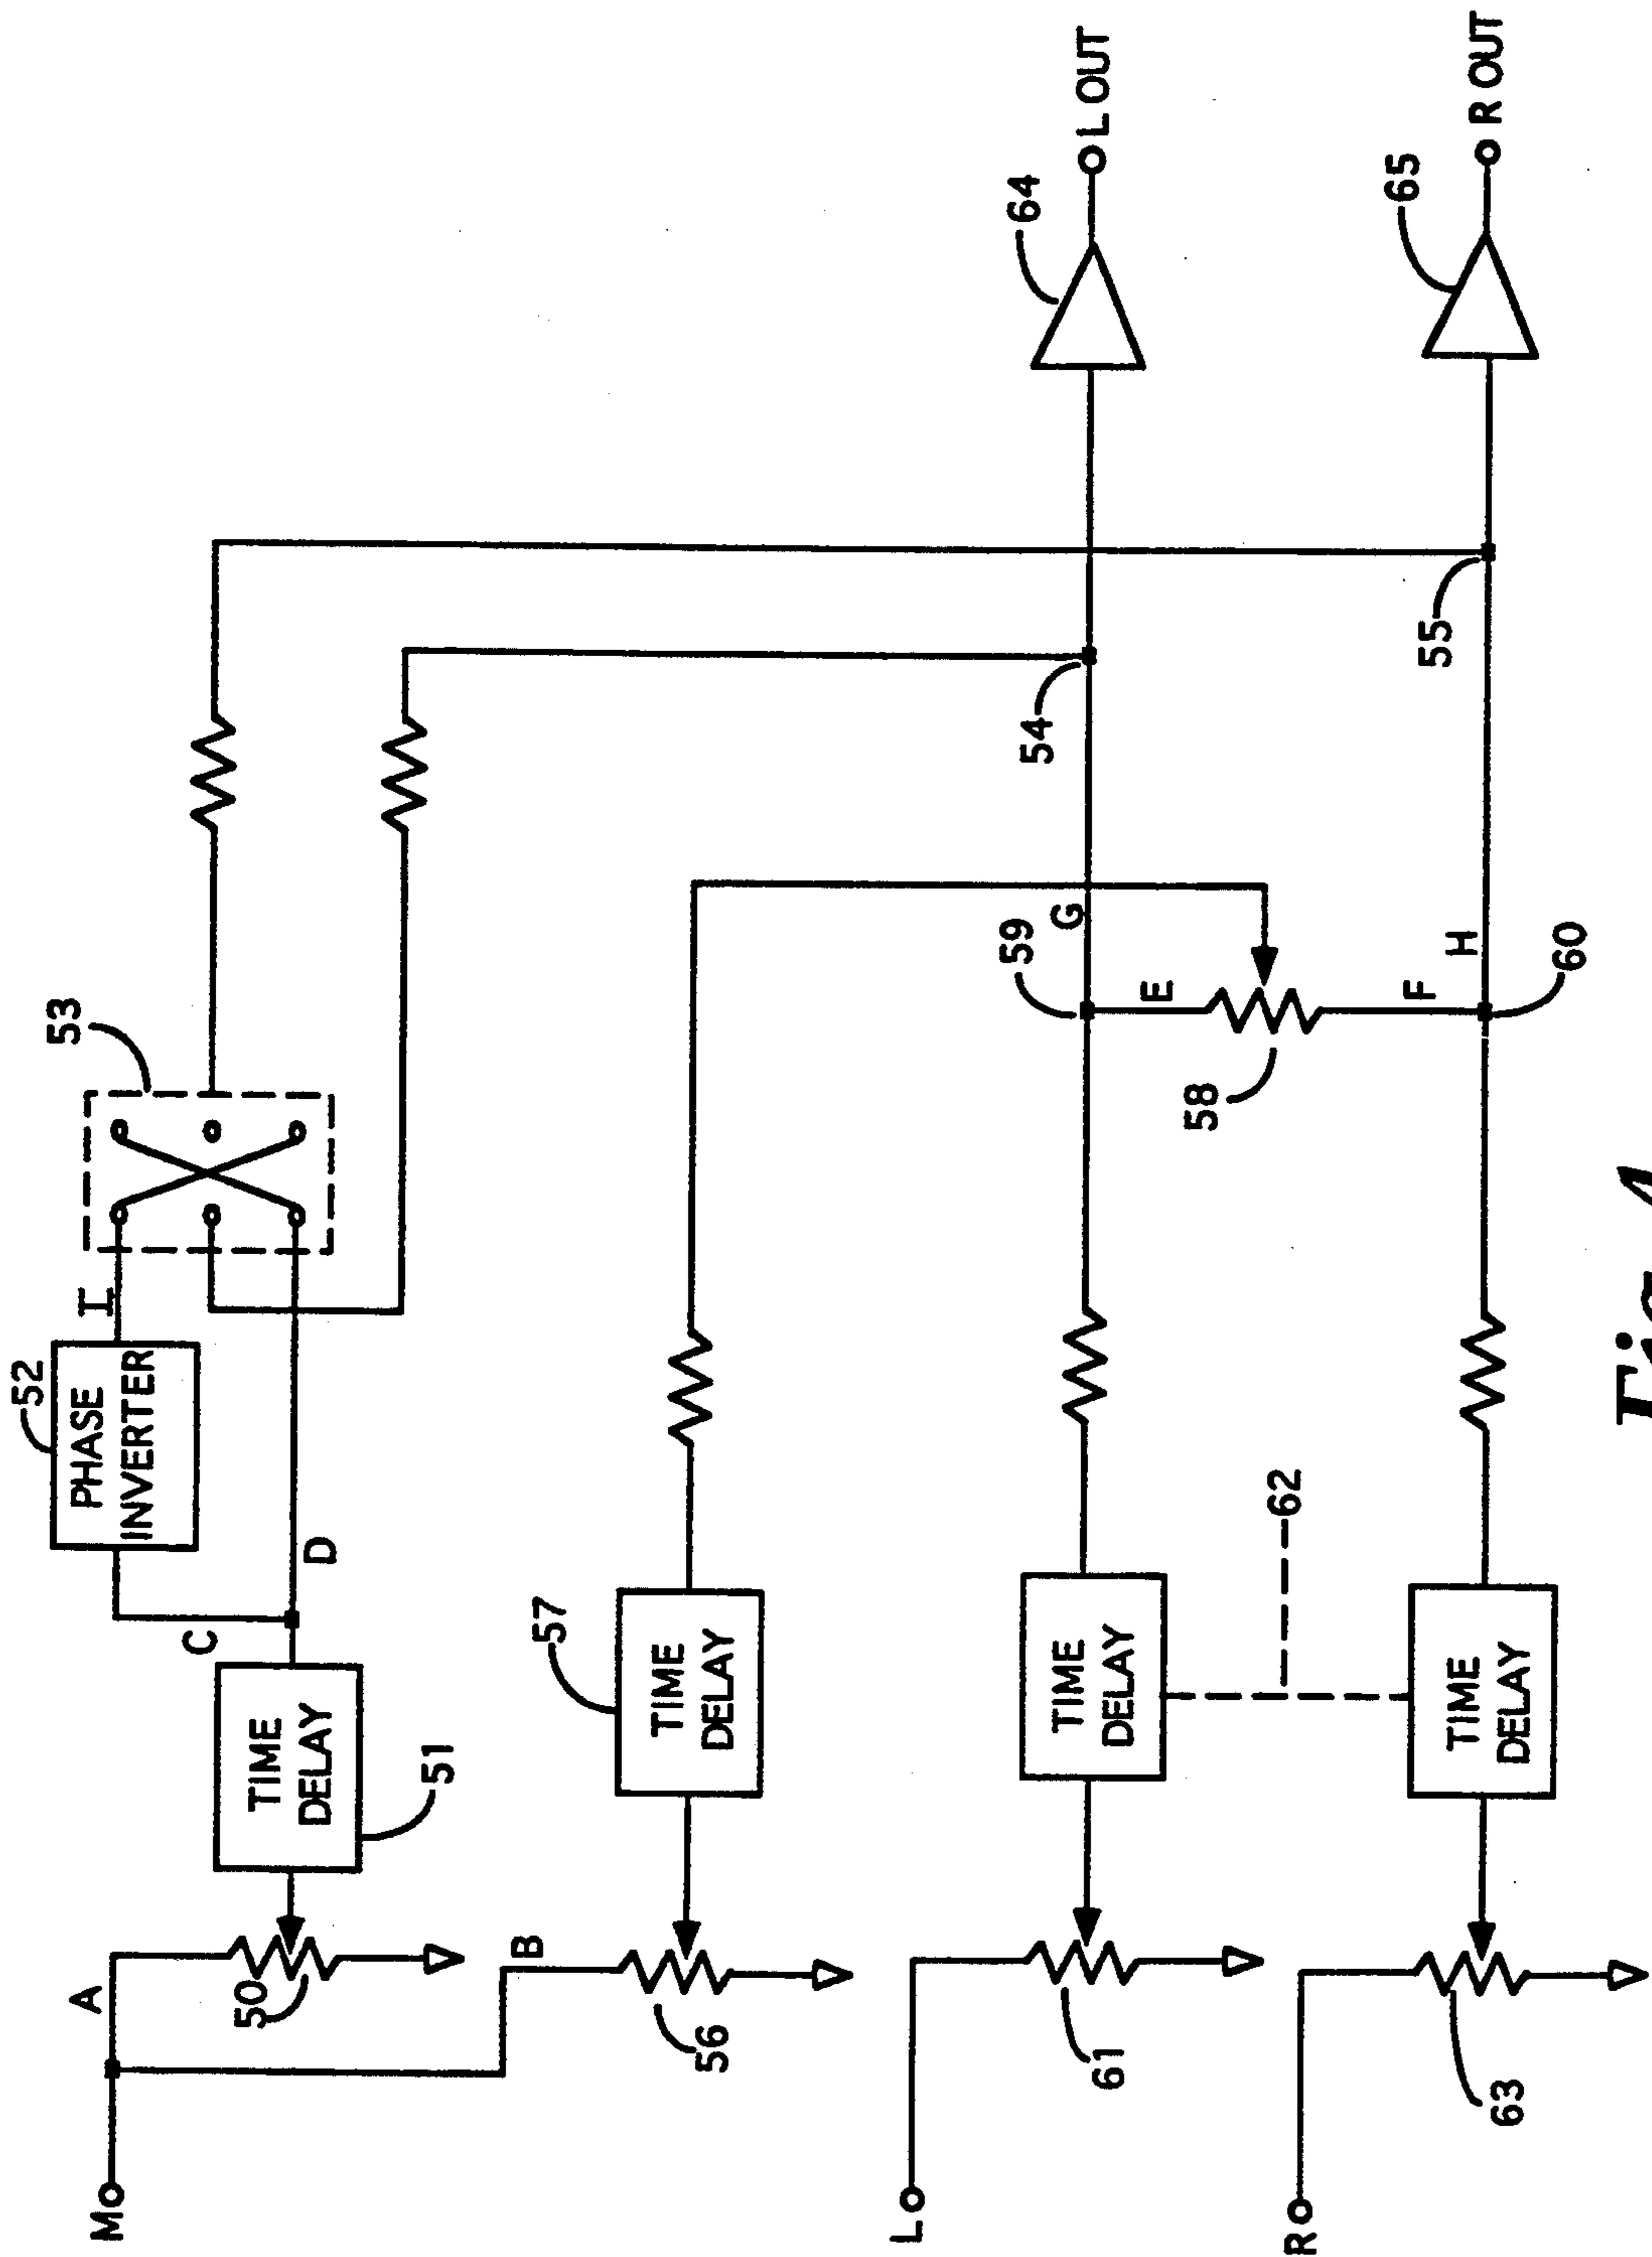 52
PHASE
INVERTER
I
53
A
50
TIME
DELAY
51
C
D
M
B
56
TIME
DELAY
57
54
64
L OUT
L
61
TIME
DELAY
62
59
G
E
58
F
H
60
55
65
R OUT
R
63
TIME
DELAY